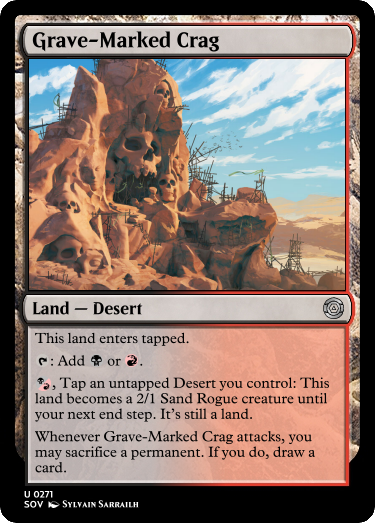 Grave-Marked Crag
Land — Desert
This land enters tapped.
: Add or .
, Tap an untapped Desert you control: This
land becomes a 2/1 Sand Rogue creature until
your next end step. It's still a land.
Whenever Grave-Marked Crag attacks, you
may sacrifice a permanent. If you do, draw a
card.
U 0271
SOV Sylvain Sarrailh